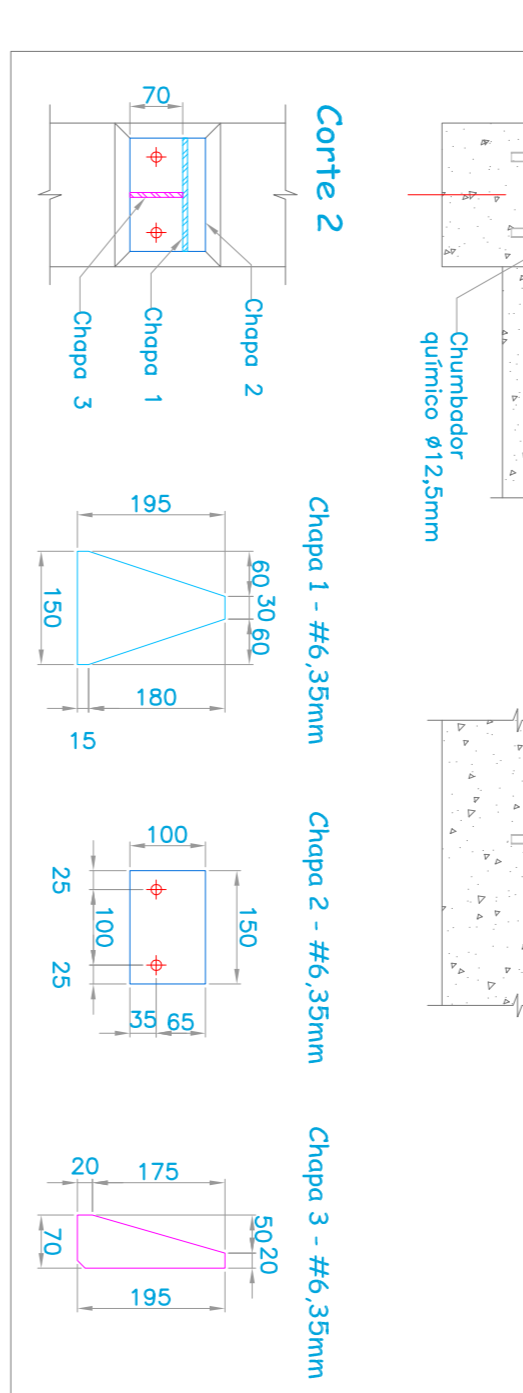 Chumbador
químico ø12,5mm
Corte 2
70
Chapa 2
Chapa 1
Chapa 3
Chapa 1 - #6,35mm
195
60
30
60
150
180
15
Chapa 2 - #6,35mm
100
150
25
100
25
35
65
Chapa 3 - #6,35mm
20
175
50
20
70
195